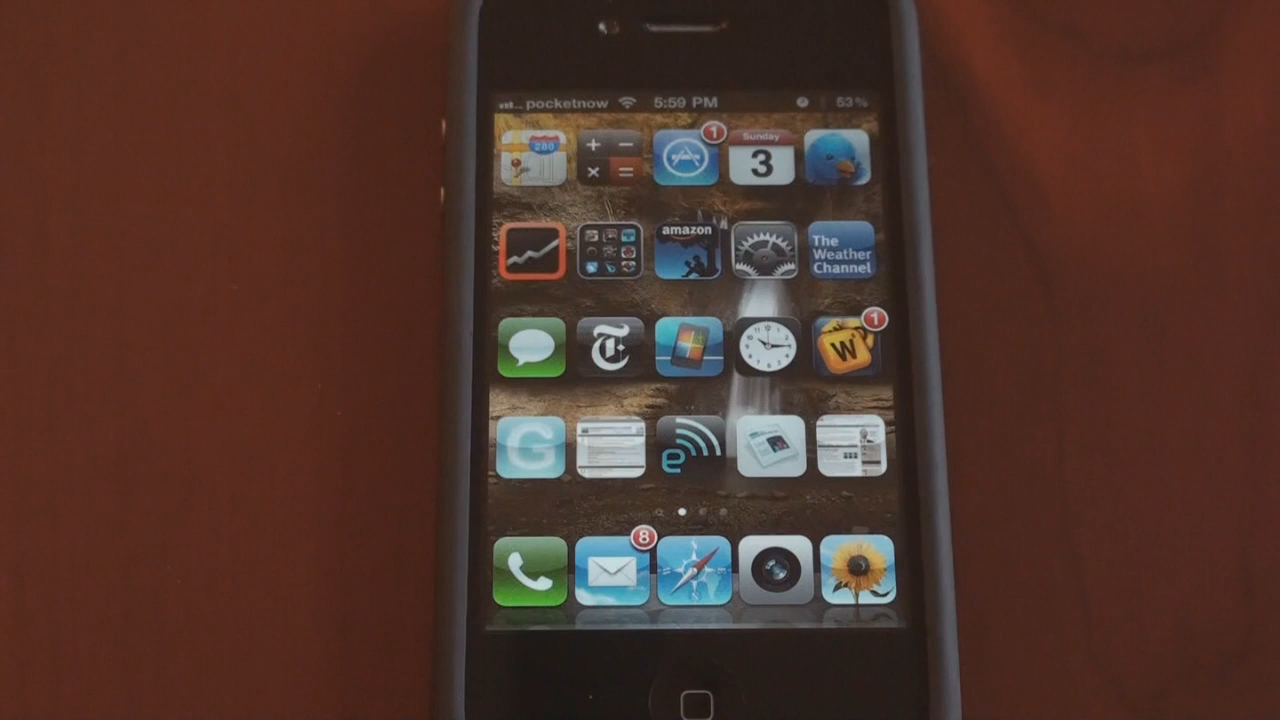 pocketnow 5:59 PM 53%
280
+ −
× =
1
Sunday
3
amazon
The
Weather
Channel
T
1
W
G
e
8